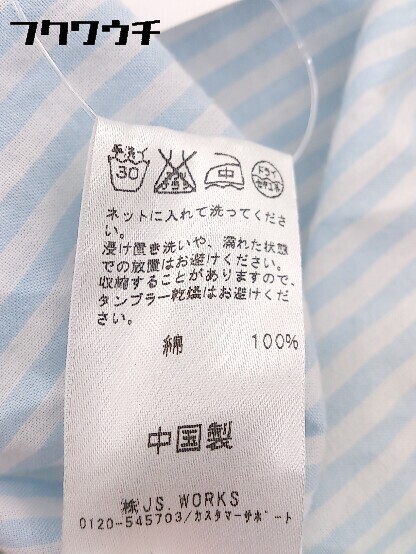 フクワウチ
手洗イ
30
中
ドライ
セキユ系
ネットに入れて洗ってくださ
い。
浸け置き洗いや、濡れた状態
での放置はお避けください。
収縮することがありますので、
タンブラー乾燥はお避けくだ
さい。
綿 100%
中国製
㈱JS.WORKS
0120-545703/カスタマーサポート